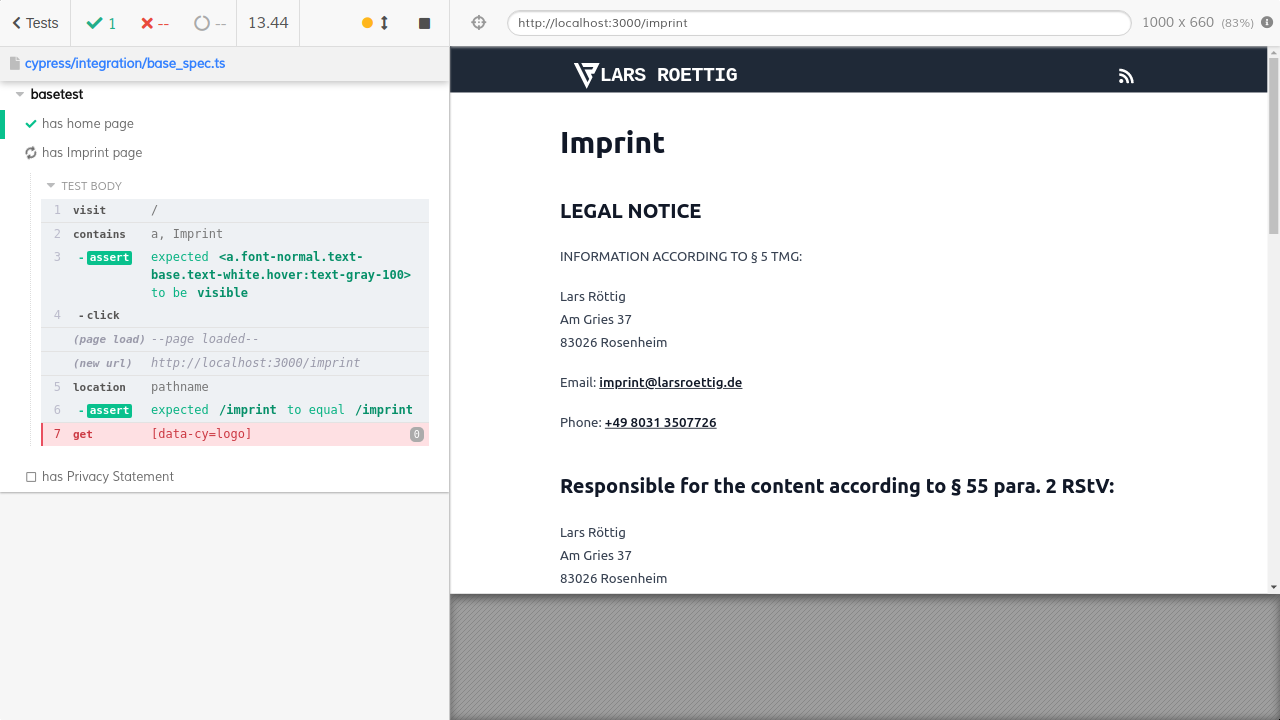 Tests 1 -- -- 13.44
http://localhost:3000/imprint 1000 x 660 (83%)
cypress/integration/base_spec.ts
basetest
has home page
has Imprint page
TEST BODY
1 visit /
2 contains a, Imprint
3 - assert expected <a.font-normal.text-
base.text-white.hover:text-gray-100>
to be visible
4 - click
(page load) --page loaded--
(new url) http://localhost:3000/imprint
5 location pathname
6 - assert expected /imprint to equal /imprint
7 get [data-cy=logo] 0
has Privacy Statement
LARS ROETTIG
Imprint
LEGAL NOTICE
INFORMATION ACCORDING TO § 5 TMG:
Lars Röttig
Am Gries 37
83026 Rosenheim
Email: imprint@larsroettig.de
Phone: +49 8031 3507726
Responsible for the content according to § 55 para. 2 RStV:
Lars Röttig
Am Gries 37
83026 Rosenheim